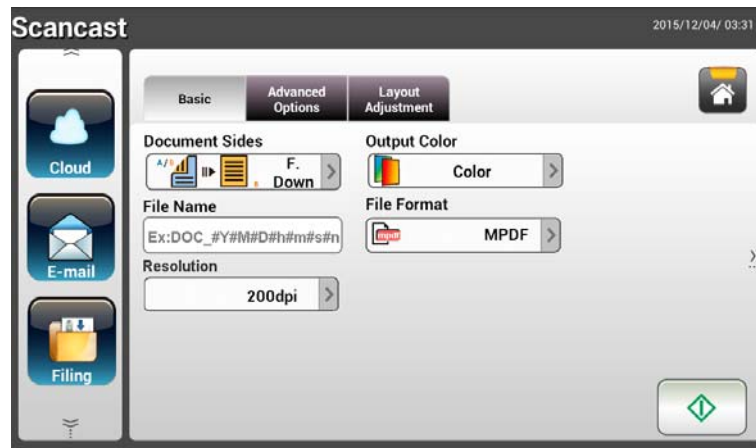 Scancast
2015/12/04/ 03:31
Basic
Advanced
Options
Layout
Adjustment
Cloud
E-mail
Filing
Document Sides
A/B
F.
Down
Output Color
Color
File Name
Ex:DOC_#Y#M#D#h#m#s#n
File Format
mpdf
MPDF
Resolution
200dpi